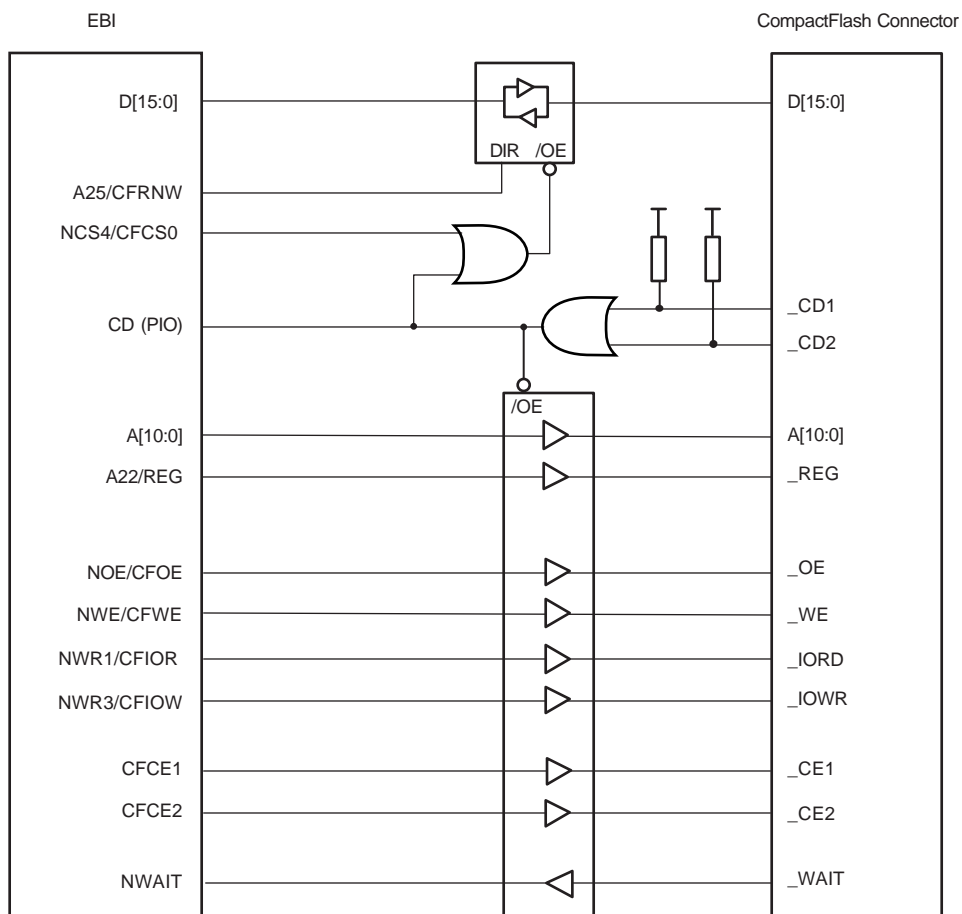 EBI
CompactFlash Connector
D[15:0]
D[15:0]
DIR /OE
A25/CFRNW
NCS4/CFCS0
_CD1
CD (PIO)
_CD2
/OE
A[10:0]
A[10:0]
A22/REG
_REG
NOE/CFOE
_OE
NWE/CFWE
_WE
NWR1/CFIOR
_IORD
NWR3/CFIOW
_IOWR
CFCE1
_CE1
CFCE2
_CE2
NWAIT
_WAIT